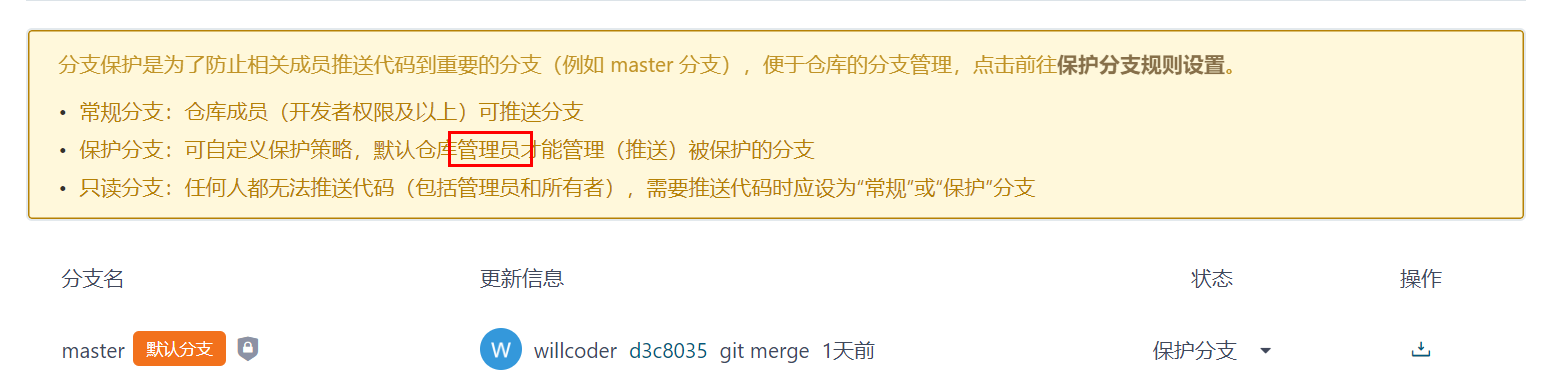 分支保护是为了防止相关成员推送代码到重要的分支（例如 master 分支），便于仓库的分支管理，点击前往保护分支规则设置。
• 常规分支：仓库成员（开发者权限及以上）可推送分支
• 保护分支：可自定义保护策略，默认仓库管理员才能管理（推送）被保护的分支
• 只读分支：任何人都无法推送代码（包括管理员和所有者），需要推送代码时应设为“常规”或“保护”分支
分支名 更新信息 状态 操作
master 默认分支 W willcoder d3c8035 git merge 1天前 保护分支